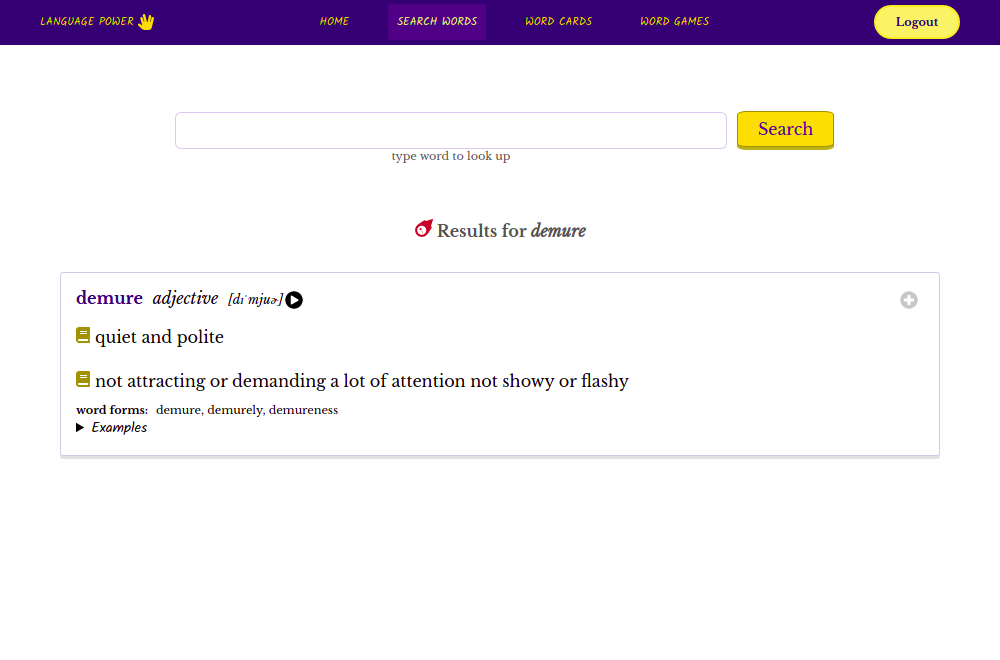 LANGUAGE POWER
HOME
SEARCH WORDS
WORD CARDS
WORD GAMES
Logout
Search
type word to look up
Results for demure
demure adjective [dɪˈmjuɚ]
quiet and polite
not attracting or demanding a lot of attention not showy or flashy
word forms: demure, demurely, demureness
Examples